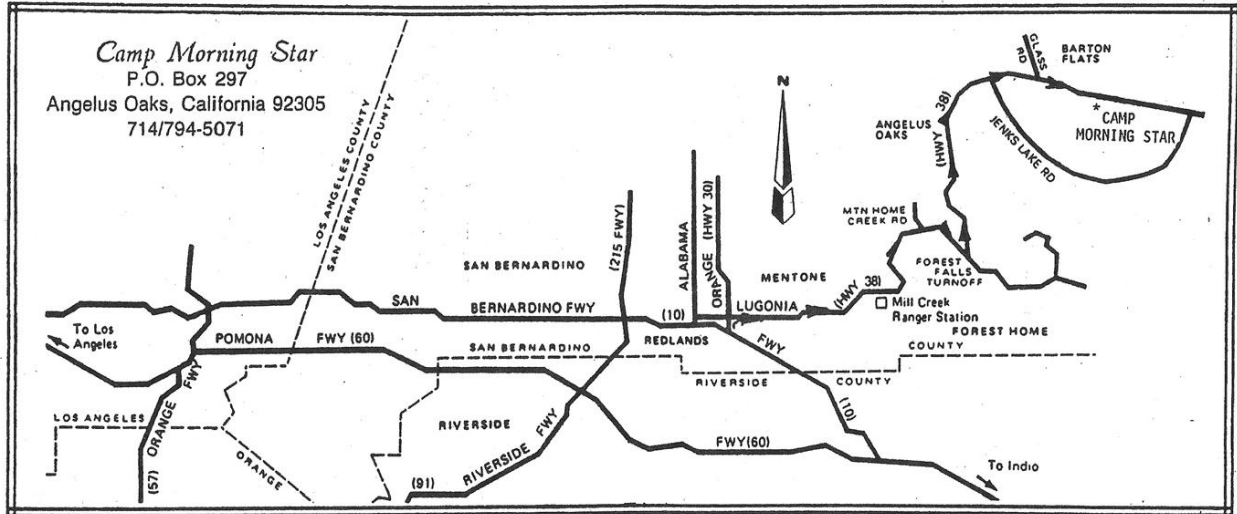 Camp Morning Star
P.O. Box 297
Angelus Oaks, California 92305
714/794-5071
LOS ANGELES COUNTY
SAN BERNARDINO COUNTY
N
GLASS RD
BARTON FLATS
* CAMP
MORNING STAR
JENKS LAKE RD
ANGELUS OAKS
(HWY 38)
MTN HOME
CREEK RD
FOREST
FALLS
TURNOFF
Mill Creek
Ranger Station
FOREST HOME
(215 FWY)
ALABAMA
ORANGE (HWY 30)
MENTONE
LUGONIA
(HWY 38)
SAN BERNARDINO
SAN BERNARDINO FWY
(10)
REDLANDS
To Los
Angeles
POMONA FWY (60)
SAN BERNARDINO COUNTY
RIVERSIDE COUNTY
FWY
(10)
LOS ANGELES
ORANGE
(57) ORANGE FWY
RIVERSIDE
(91) RIVERSIDE FWY
FWY(60)
To Indio